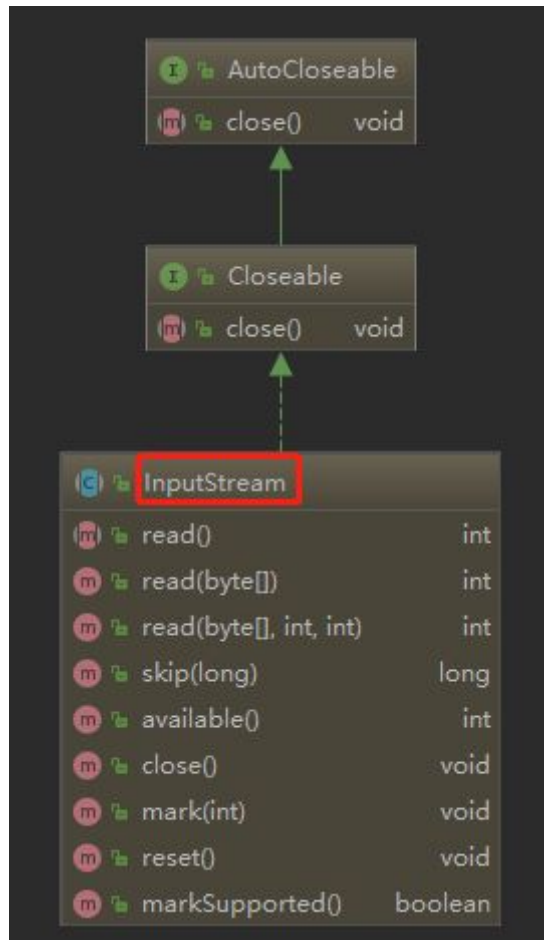 AutoCloseable
close() void
Closeable
close() void
InputStream
read() int
read(byte[]) int
read(byte[], int, int) int
skip(long) long
available() int
close() void
mark(int) void
reset() void
markSupported() boolean